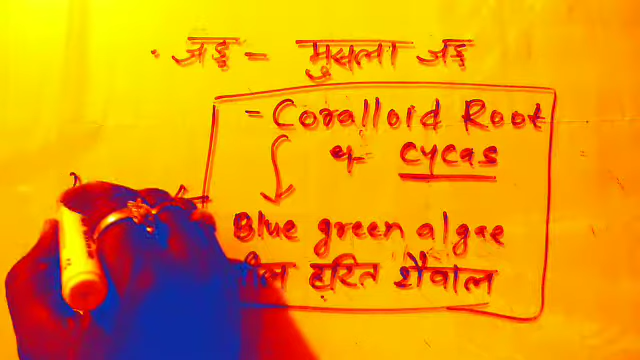 · जड़ - मुसला जड़
- Coralloid Root
of Cycas
Blue green algae
नील हरित शैवाल